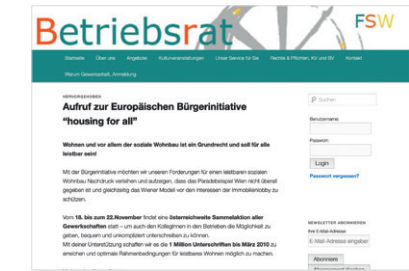 Betriebsrat
FSW
Startseite Über uns Angebote Kulturveranstaltungen Unser Service für Sie Rechte & Pflichten, KV und BV Kontakt
Warum Gewerkschaft, Anmeldung
HERVORGEHOBEN
Aufruf zur Europäischen Bürgerinitiative
“housing for all”
Wohnen und vor allem der soziale Wohnbau ist ein Grundrecht und soll für alle
leistbar sein!
Mit der Bürgerinitiative möchten wir unseren Forderungen für einen leistbaren sozialen
Wohnbau Nachdruck verleihen und aufzeigen, dass das Paradebeispiel Wien nicht überall
gegeben ist und gleichzeitig das Wiener Modell vor den Interessen der Immobilienlobby zu
schützen.
Vom 18. bis zum 22.November findet eine österreichweite Sammelaktion aller
Gewerkschaften statt – um auch den KollegInnen in den Betrieben die Möglichkeit zu
geben, bequem und unkompliziert unterschreiben zu können.
Mit deiner Unterstützung schaffen wir es die 1 Million Unterschriften bis März 2020 zu
erreichen und optimale Rahmenbedingungen für leistbares Wohnen möglich zu machen.
Suchen
Benutzername:
Passwort:
Login
Passwort vergessen?
NEWSLETTER ABONNIEREN
Ihre E-Mail-Adresse
E-Mail-Adresse eingeben
Abonniere